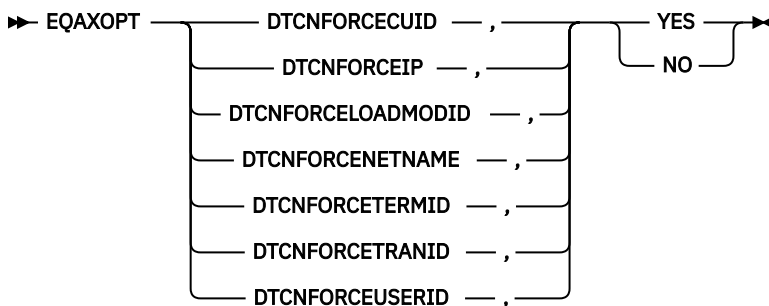 EQAXOPT DTCNFORCECUID , YES
DTCNFORCEIP , NO
DTCNFORCELOADMODID ,
DTCNFORCENETNAME ,
DTCNFORCETERMID ,
DTCNFORCETRANID ,
DTCNFORCEUSERID ,